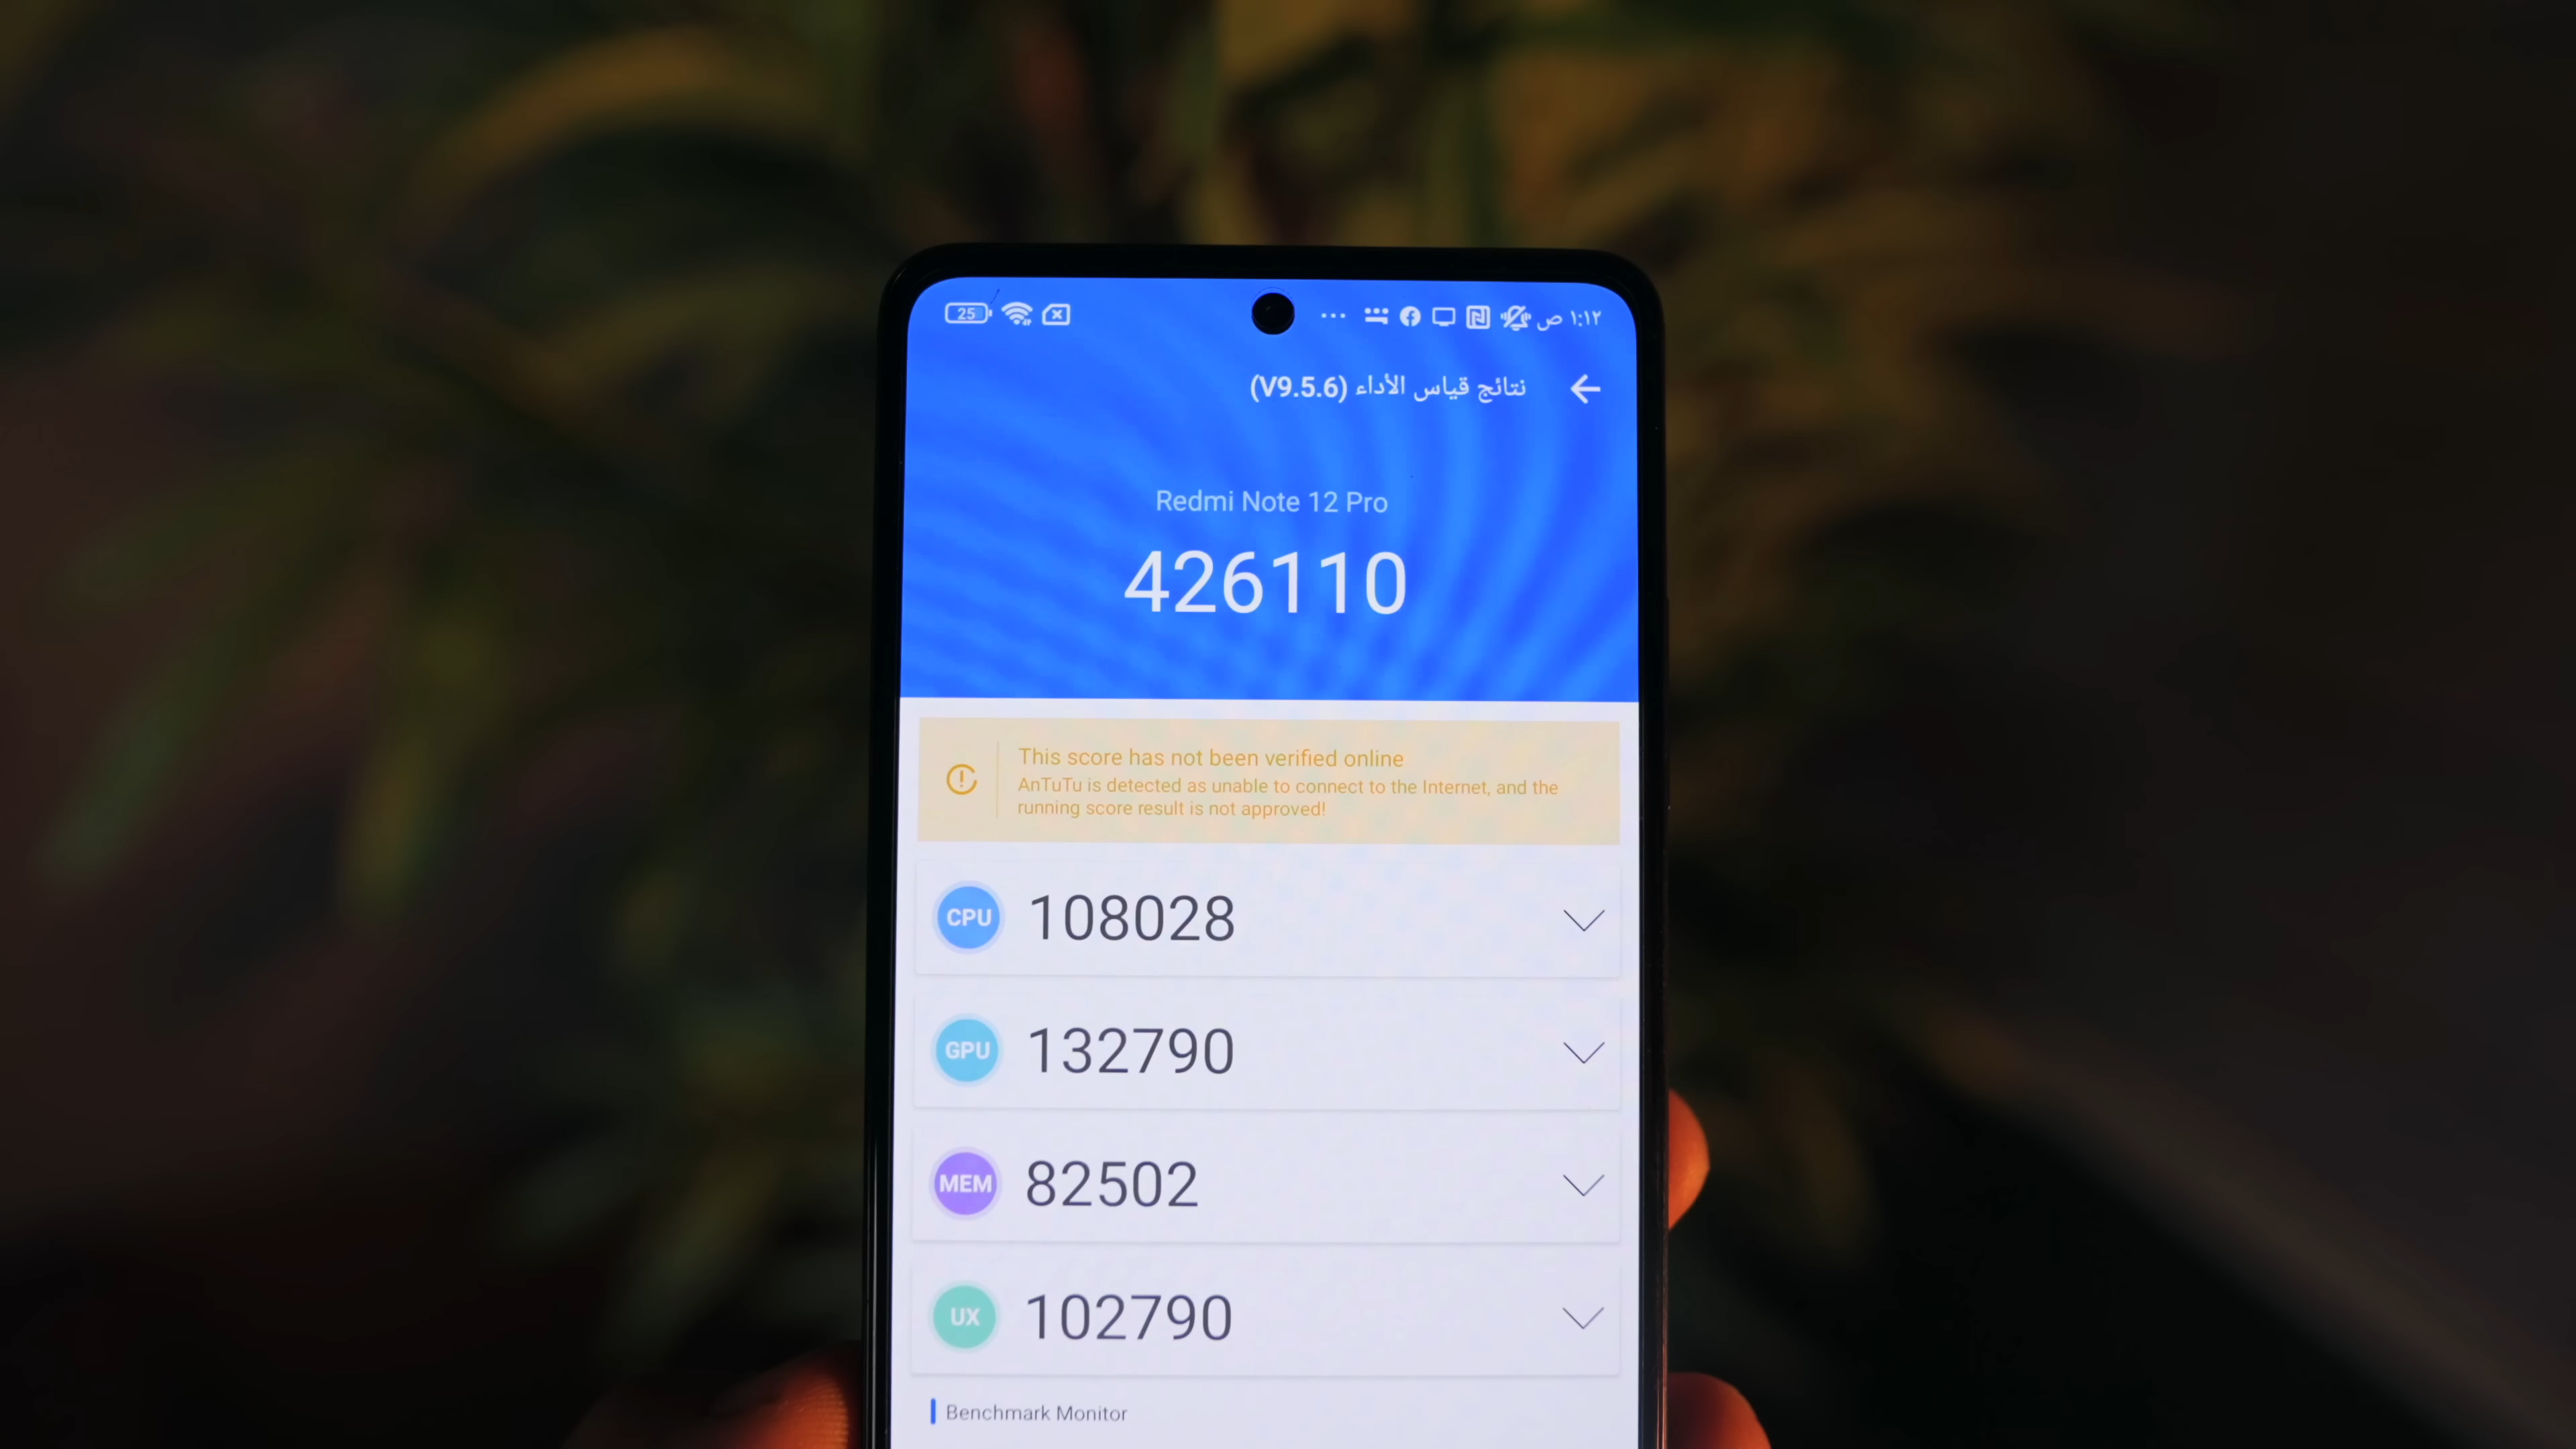 ١:١٢ ص
25
نتائج قياس الأداء (V9.5.6)
Redmi Note 12 Pro
426110
This score has not been verified online
AnTuTu is detected as unable to connect to the Internet, and the
running score result is not approved!
CPU 108028
GPU 132790
MEM 82502
UX 102790
Benchmark Monitor